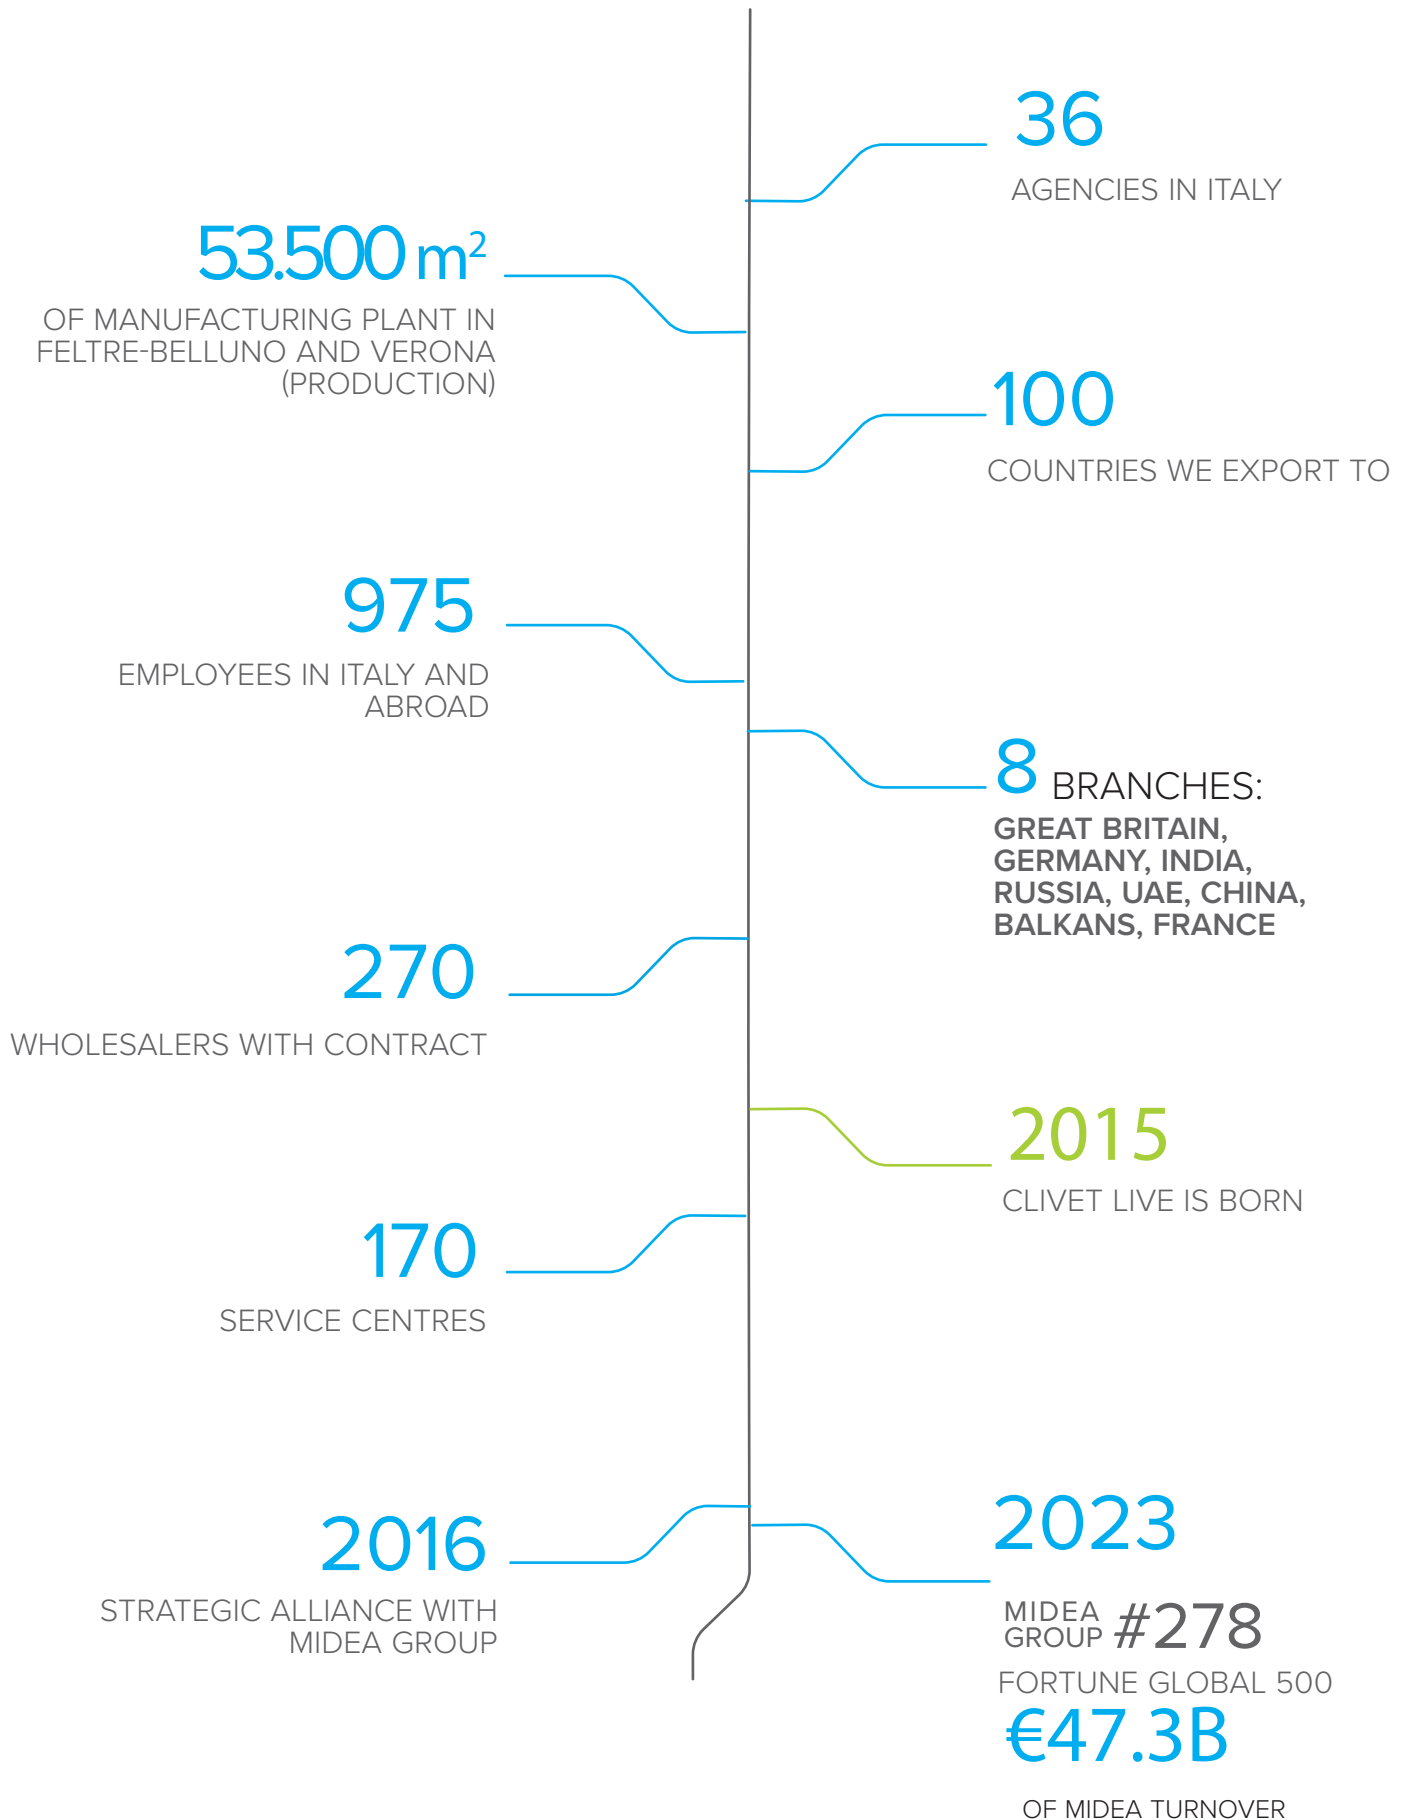 36
AGENCIES IN ITALY
53.500 m²
OF MANUFACTURING PLANT IN
FELTRE-BELLUNO AND VERONA
(PRODUCTION)
100
COUNTRIES WE EXPORT TO
975
EMPLOYEES IN ITALY AND
ABROAD
8 BRANCHES:
GREAT BRITAIN,
GERMANY, INDIA,
RUSSIA, UAE, CHINA,
BALKANS, FRANCE
270
WHOLESALERS WITH CONTRACT
2015
CLIVET LIVE IS BORN
170
SERVICE CENTRES
2016
STRATEGIC ALLIANCE WITH
MIDEA GROUP
2023
MIDEA
GROUP #278
FORTUNE GLOBAL 500
€47.3B
OF MIDEA TURNOVER